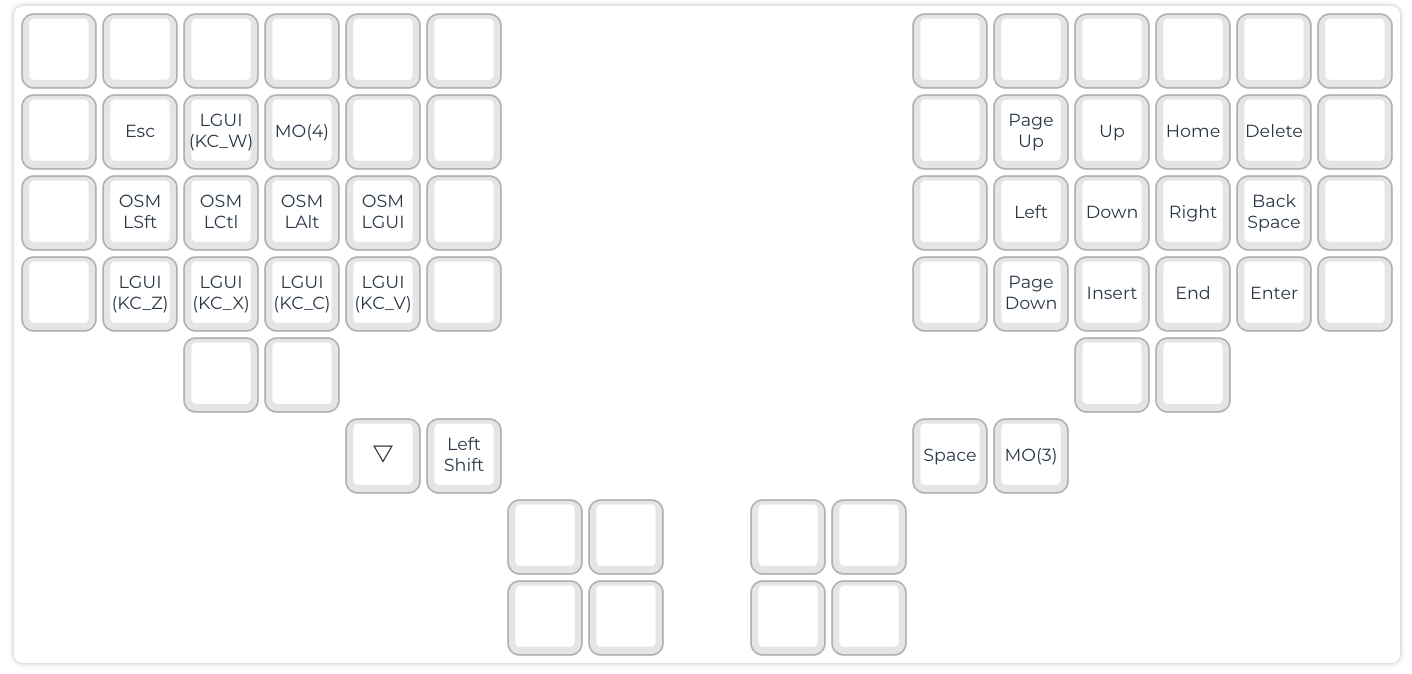 Esc
LGUI
(KC_W)
MO(4)
Page
Up
Up
Home
Delete
OSM
LSft
OSM
LCtl
OSM
LAlt
OSM
LGUI
Left
Down
Right
Back
Space
LGUI
(KC_Z)
LGUI
(KC_X)
LGUI
(KC_C)
LGUI
(KC_V)
Page
Down
Insert
End
Enter
▽
Left
Shift
Space
MO(3)